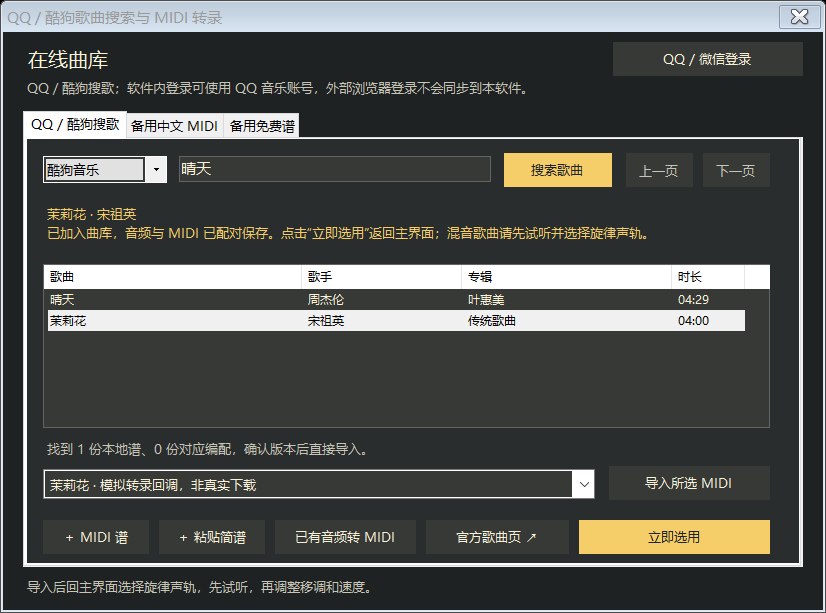 QQ / 酷狗歌曲搜索与 MIDI 转录
在线曲库
QQ / 微信登录
QQ / 酷狗搜歌；软件内登录可使用 QQ 音乐账号，外部浏览器登录不会同步到本软件。
QQ / 酷狗搜歌 备用中文 MIDI 备用免费谱
酷狗音乐 晴天 搜索歌曲 上一页 下一页
茉莉花 · 宋祖英
已加入曲库，音频与 MIDI 已配对保存。点击“立即选用”返回主界面；混音歌曲请先试听并选择旋律声轨。
歌曲 歌手 专辑 时长
晴天 周杰伦 叶惠美 04:29
茉莉花 宋祖英 传统歌曲 04:00
找到 1 份本地谱、0 份对应编配，确认版本后直接导入。
茉莉花 · 模拟转录回调，非真实下载 导入所选 MIDI
+ MIDI 谱 + 粘贴简谱 已有音频转 MIDI 官方歌曲页 ↗ 立即选用
导入后回主界面选择旋律声轨，先试听，再调整移调和速度。